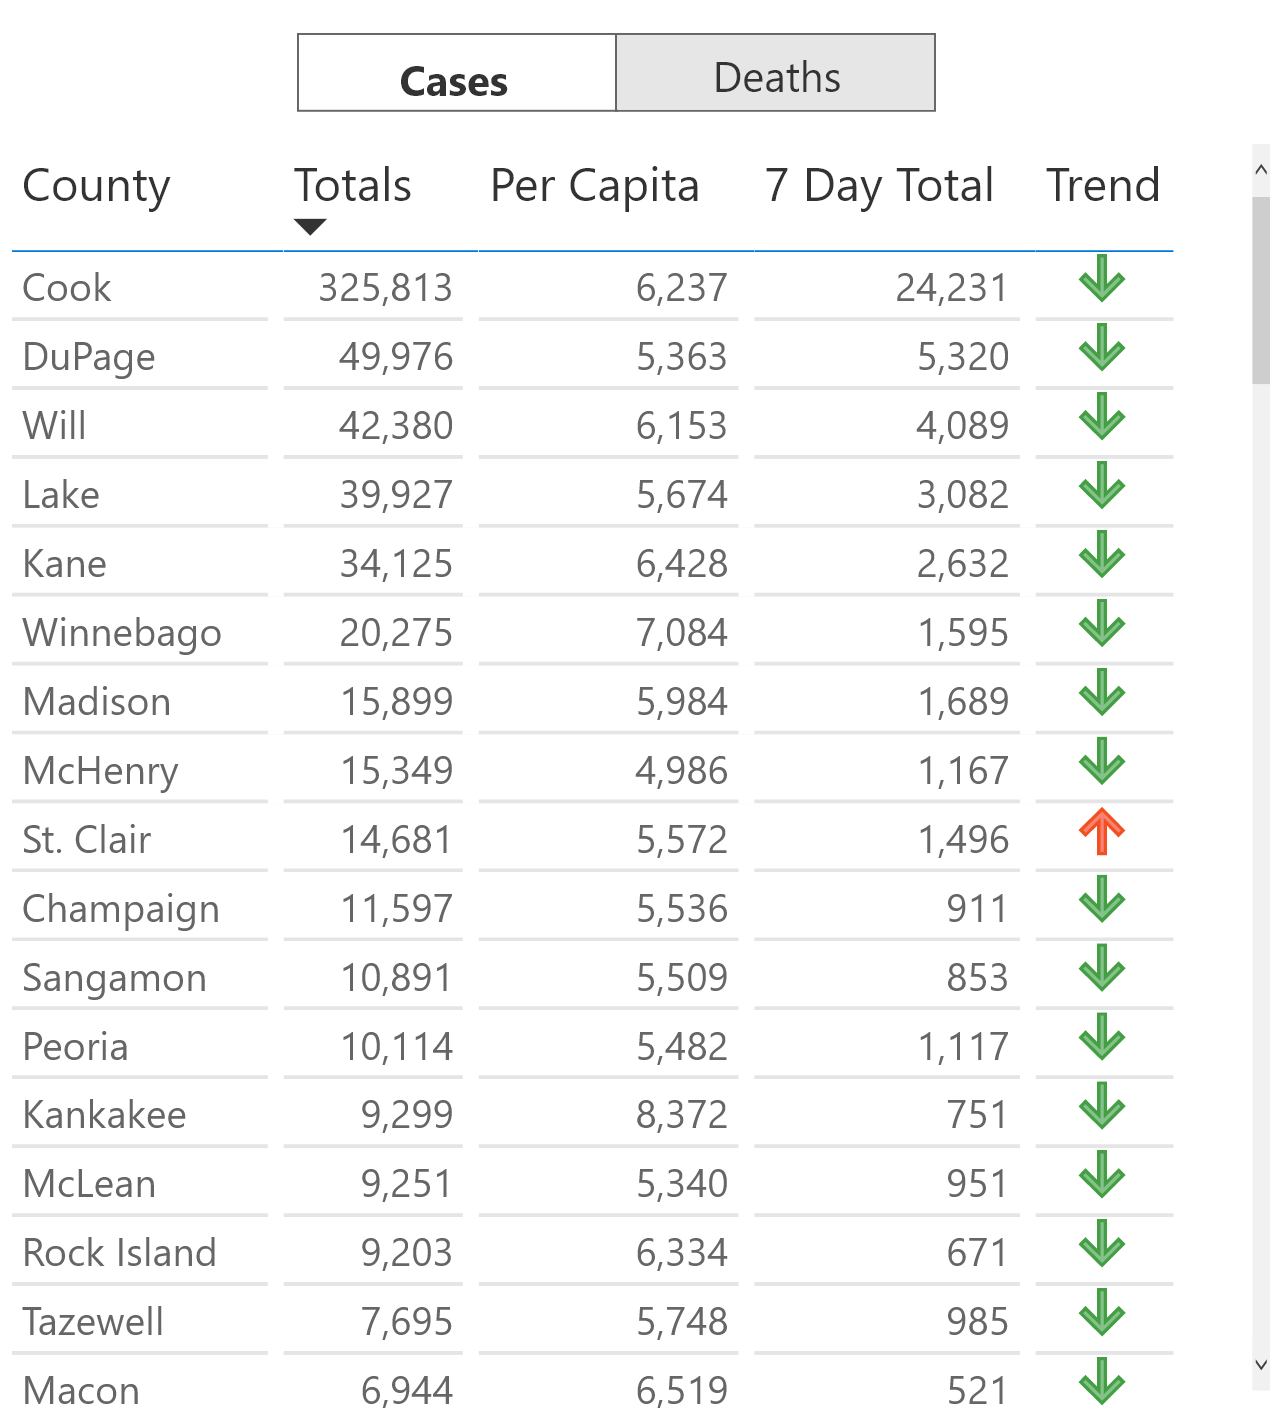 Cases Deaths
County Totals Per Capita 7 Day Total Trend
Cook 325,813 6,237 24,231
DuPage 49,976 5,363 5,320
Will 42,380 6,153 4,089
Lake 39,927 5,674 3,082
Kane 34,125 6,428 2,632
Winnebago 20,275 7,084 1,595
Madison 15,899 5,984 1,689
McHenry 15,349 4,986 1,167
St. Clair 14,681 5,572 1,496
Champaign 11,597 5,536 911
Sangamon 10,891 5,509 853
Peoria 10,114 5,482 1,117
Kankakee 9,299 8,372 751
McLean 9,251 5,340 951
Rock Island 9,203 6,334 671
Tazewell 7,695 5,748 985
Macon 6,944 6,519 521